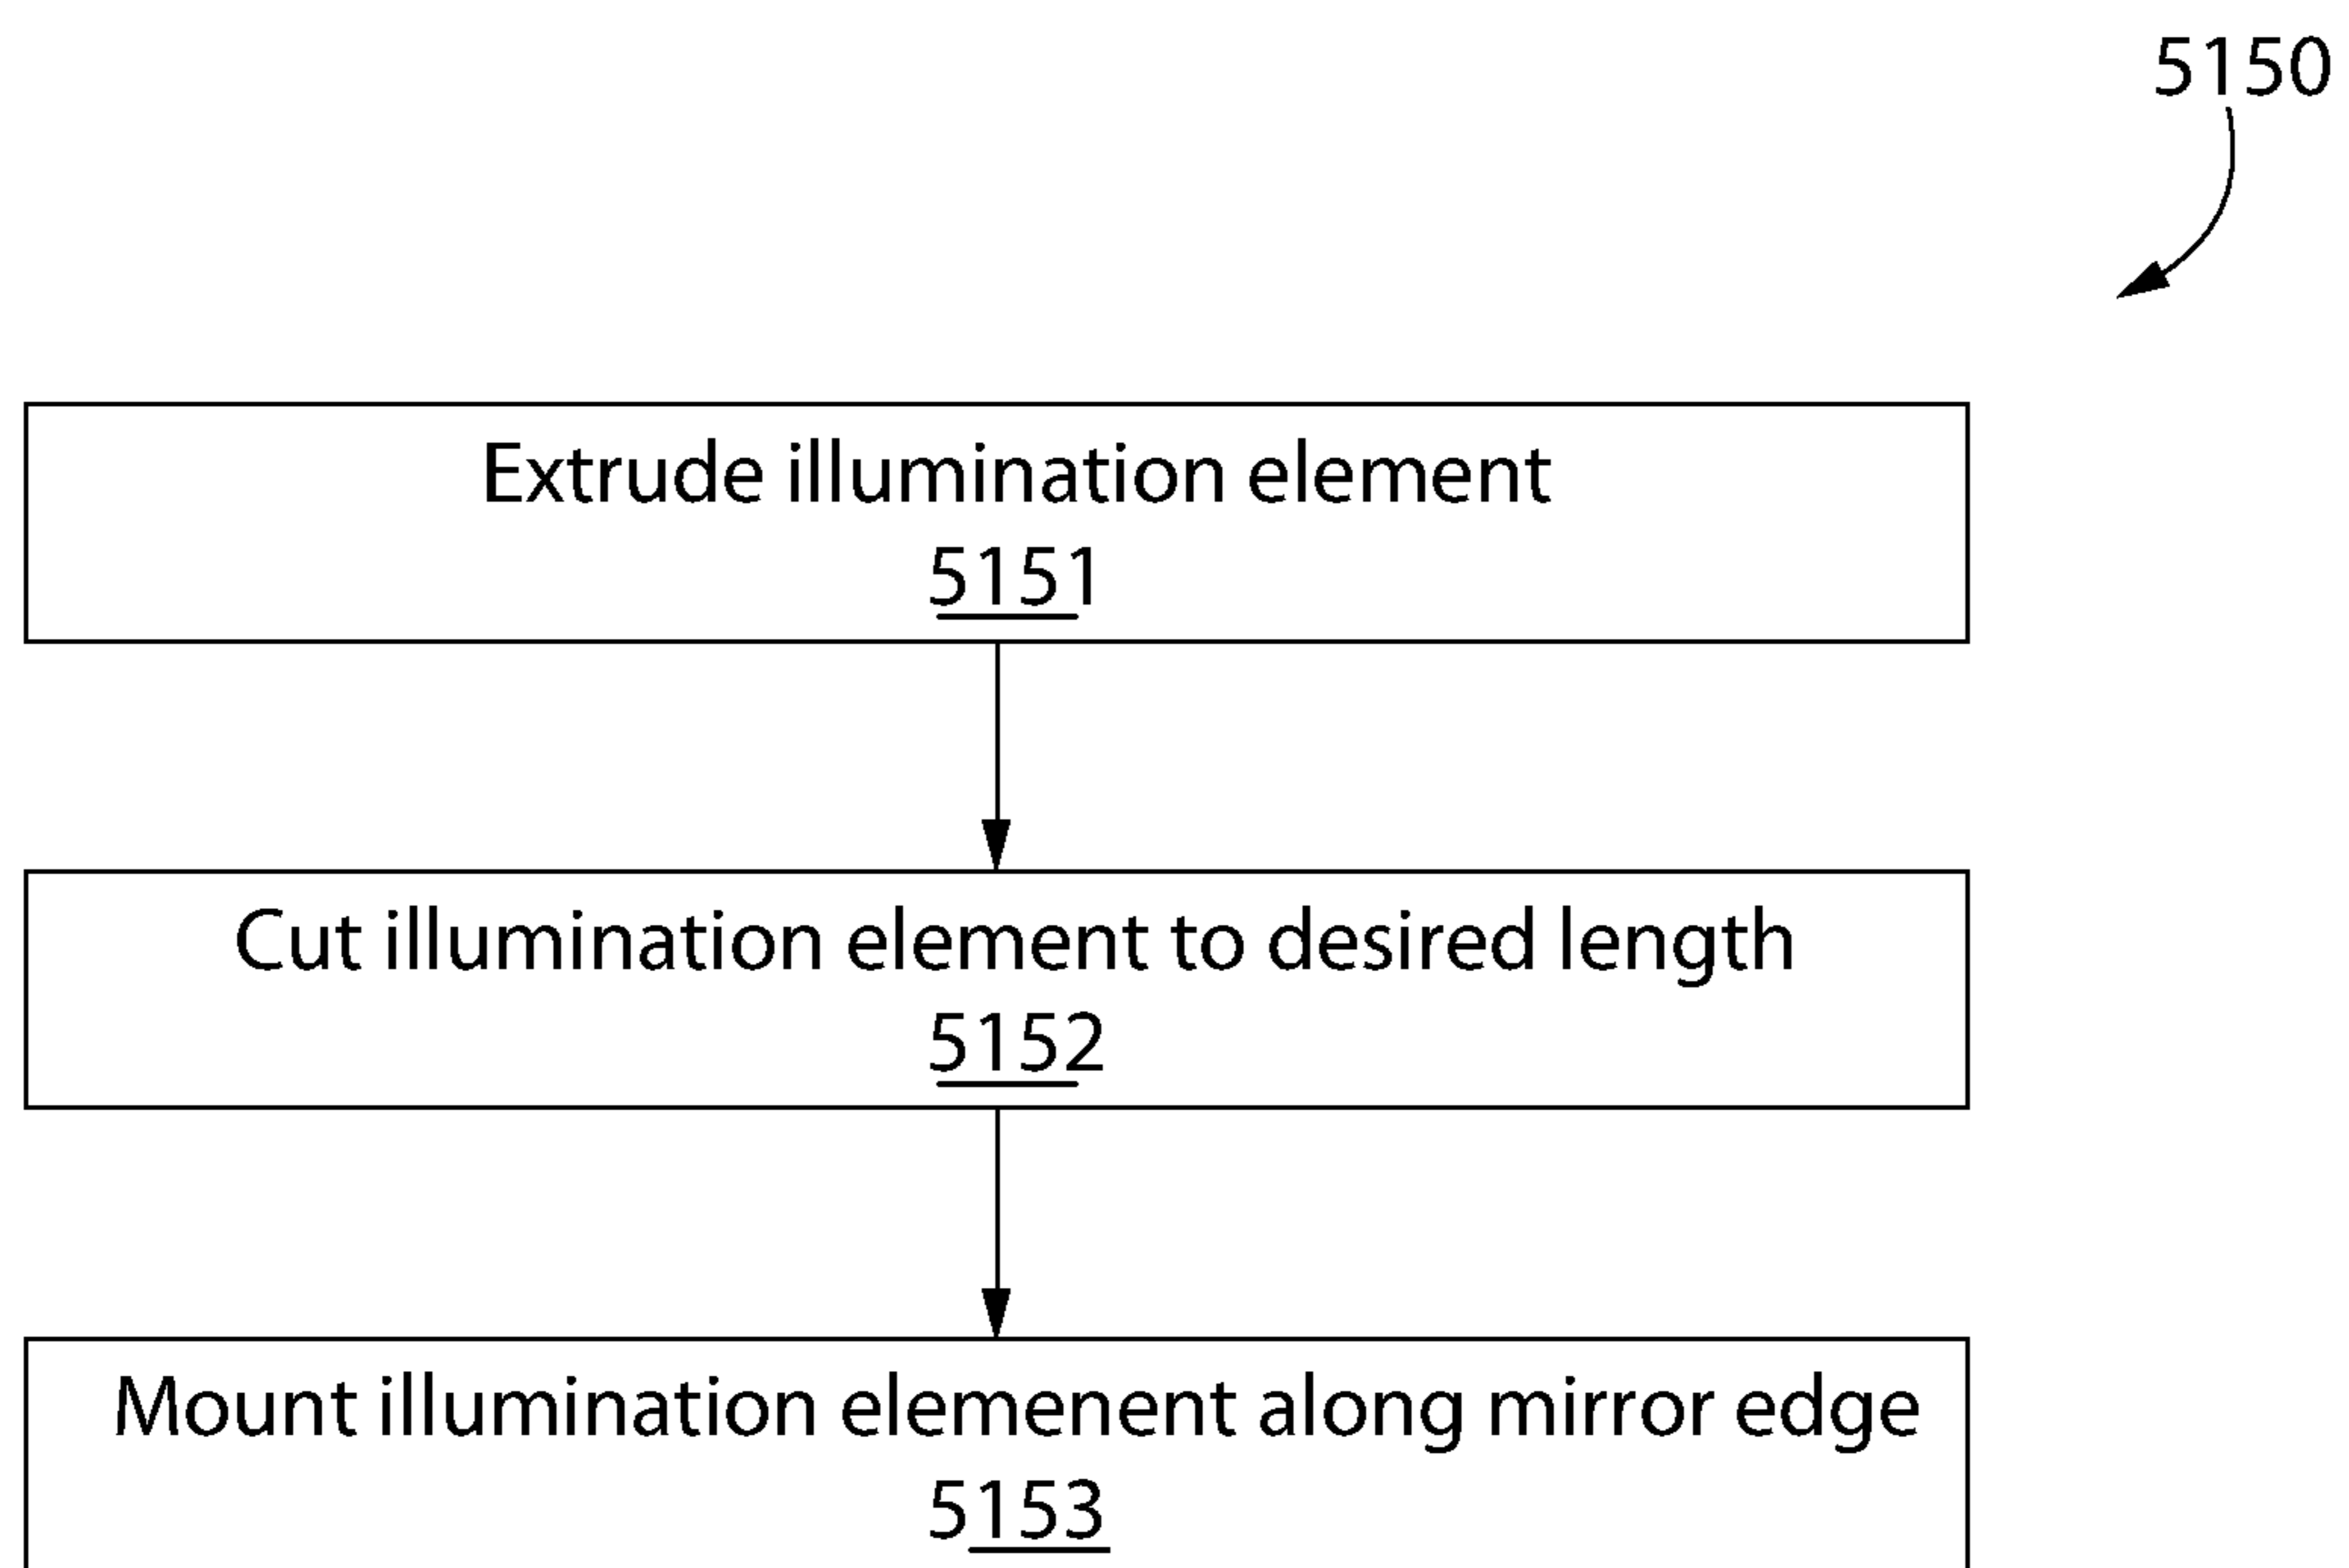 5150
Extrude illumination element
5151
Cut illumination element to desired length
5152
Mount illumination elemenent along mirror edge
5153